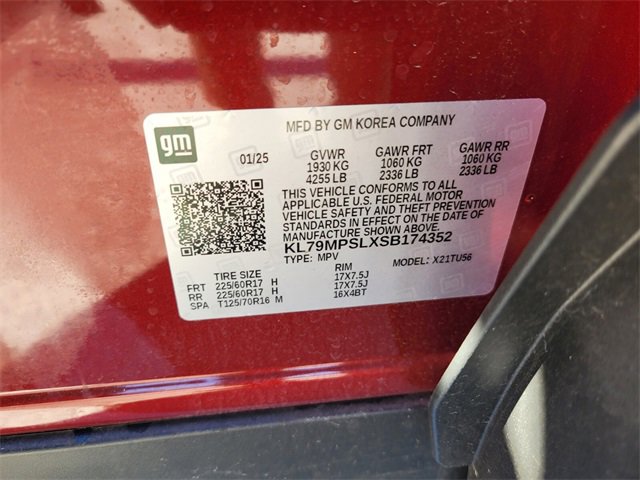 gm
MFD BY GM KOREA COMPANY
01/25 GVWR GAWR FRT GAWR RR
1930 KG 1060 KG 1060 KG
4255 LB 2336 LB 2336 LB
THIS VEHICLE CONFORMS TO ALL
APPLICABLE U.S. FEDERAL MOTOR
VEHICLE SAFETY AND THEFT PREVENTION
STANDARDS IN EFFECT ON THE DATE OF
MANUFACTURE SHOWN ABOVE.
KL79MPSLXSB174352
TYPE: MPV MODEL: X21TU56
TIRE SIZE RIM
FRT 225/60R17 H 17X7.5J
RR 225/60R17 H 17X7.5J
SPA T125/70R16 M 16X4BT